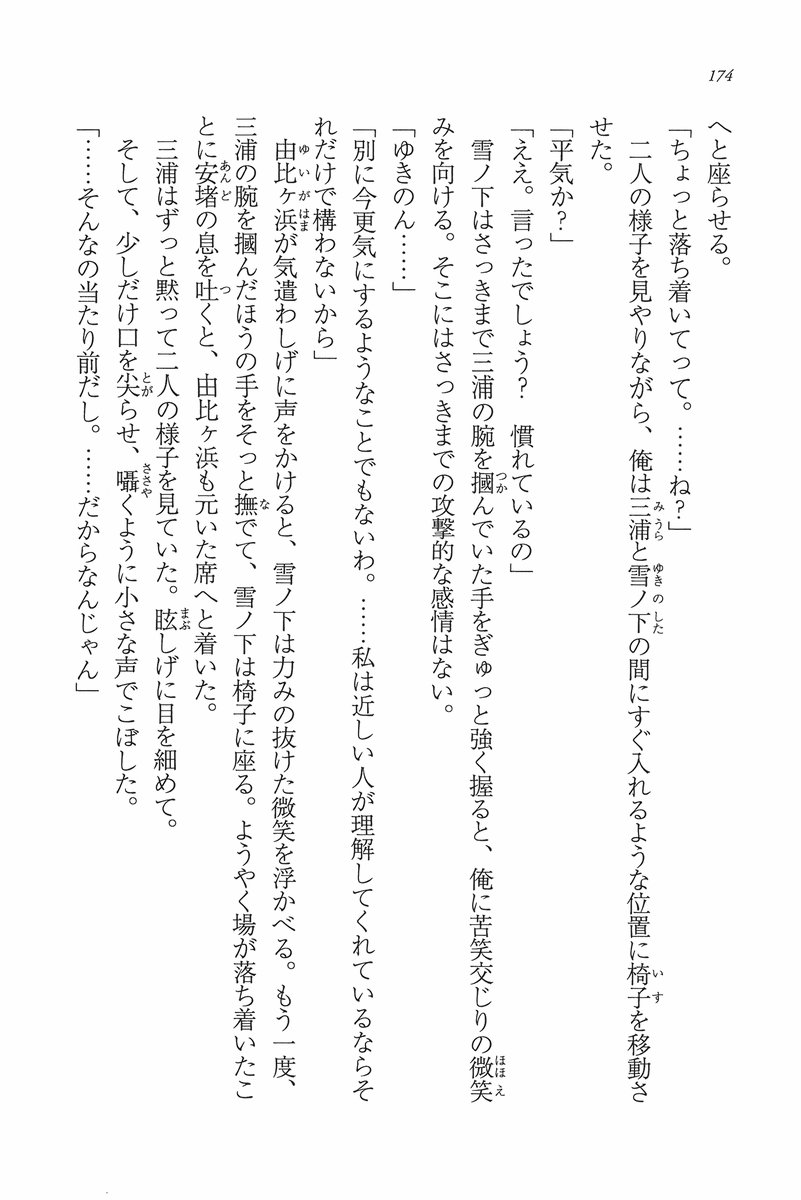 174
へと座らせる。
「ちょっと落ち着いてって。……ね?」
二人の様子を見やりながら、俺は三浦と雪ノ下の間にすぐ入れるような位置に椅子を移動さ
せた。
「平気か?」
「ええ。言ったでしょう? 慣れているの」
雪ノ下はさっきまで三浦の腕を摑んでいた手をぎゅっと強く握ると、俺に苦笑交じりの微笑
みを向ける。そこにはさっきまでの攻撃的な感情はない。
「ゆきのん……」
「別に今更気にするようなことでもないわ。……私は近しい人が理解してくれているならそ
れだけで構わないから」
由比ヶ浜が気遣わしげに声をかけると、雪ノ下は力みの抜けた微笑を浮かべる。もう一度、
三浦の腕を摑んだほうの手をそっと撫でて、雪ノ下は椅子に座る。ようやく場が落ち着いたこ
とに安堵の息を吐くと、由比ヶ浜も元いた席へと着いた。
三浦はずっと黙って二人の様子を見ていた。眩しげに目を細めて。
そして、少しだけ口を尖らせ、囁くように小さな声でこぼした。
「……そんなの当たり前だし。……だからなんじゃん」